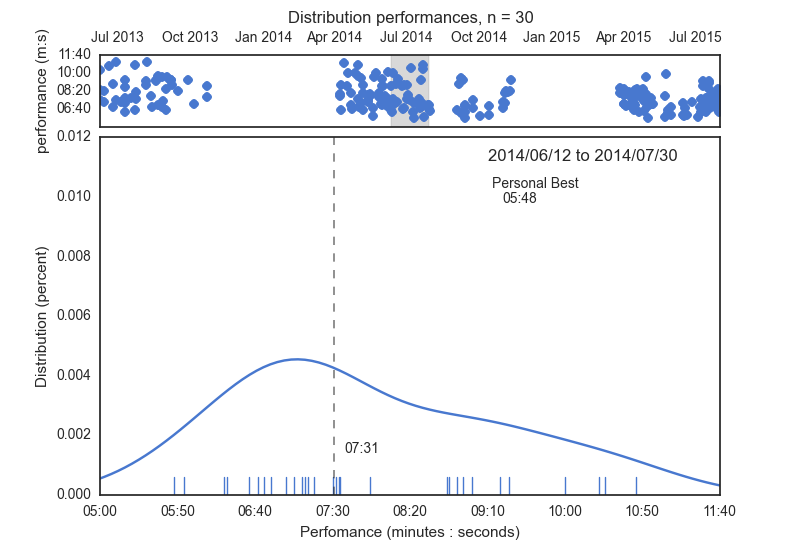 Distribution performances, n = 30
Jul 2013 Oct 2013 Jan 2014 Apr 2014 Jul 2014 Oct 2014 Jan 2015 Apr 2015 Jul 2015
performance (m:s)
11:40
10:00
08:20
06:40
Distribution (percent)
0.012
0.010
0.008
0.006
0.004
0.002
0.000
2014/06/12 to 2014/07/30
Personal Best
05:48
07:31
05:00 05:50 06:40 07:30 08:20 09:10 10:00 10:50 11:40
Perfomance (minutes : seconds)